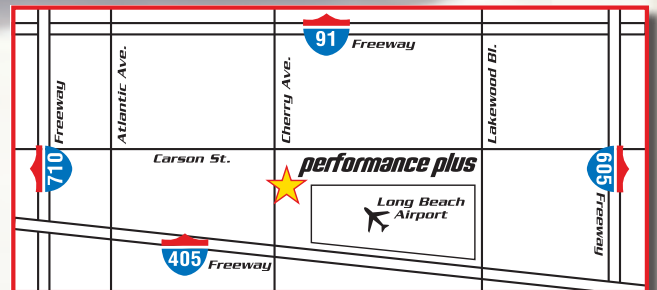 91
Freeway
Freeway
Atlantic Ave.
Cherry Ave.
Lakewood Bl.
Carson St.
performance plus
710
605
Long Beach
Airport
Freeway
405
Freeway